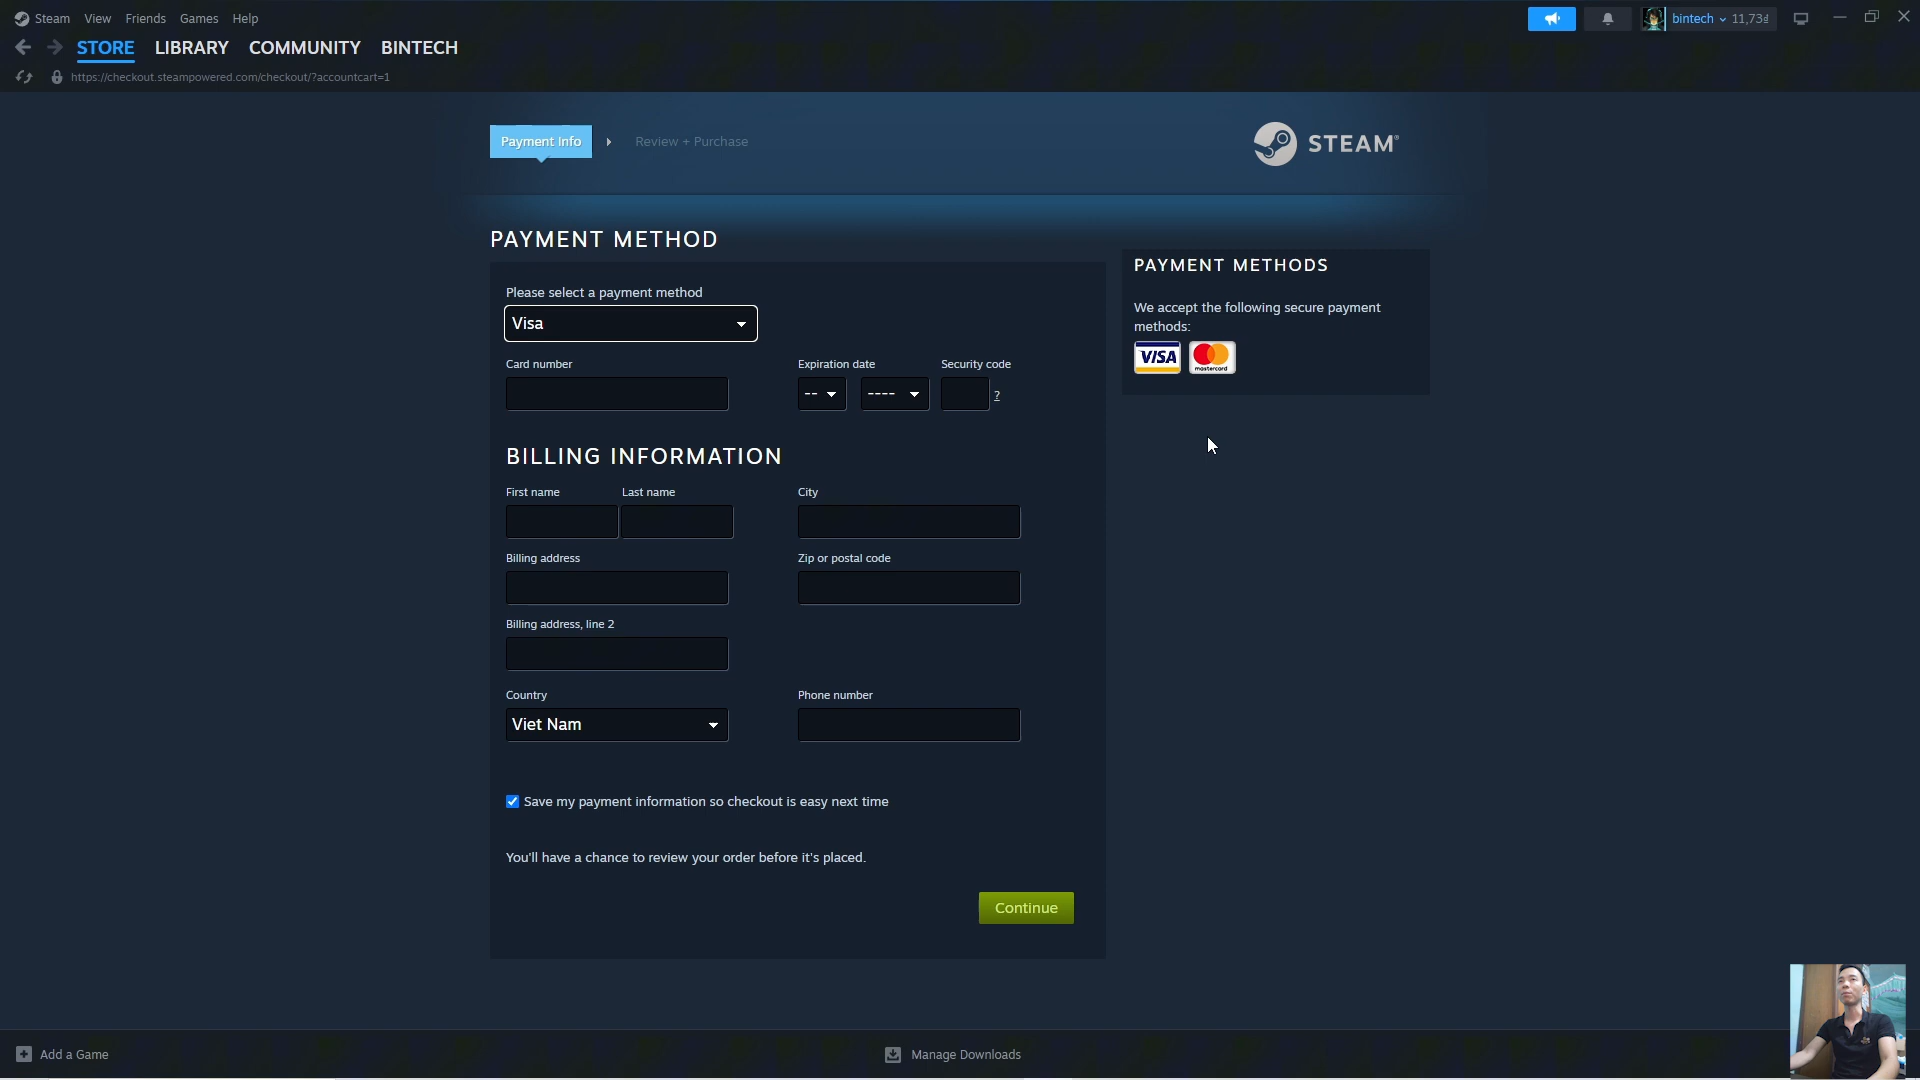 Steam View Friends Games Help
bintech 11,73₫
STORE LIBRARY COMMUNITY BINTECH
https://checkout.steampowered.com/checkout/?accountcart=1
Payment Info Review + Purchase
STEAM®
PAYMENT METHOD
Please select a payment method
Visa
Card number
Expiration date
Security code
-- ---- ?
BILLING INFORMATION
First name Last name City
Billing address Zip or postal code
Billing address, line 2
Country Phone number
Viet Nam
Save my payment information so checkout is easy next time
You'll have a chance to review your order before it's placed.
Continue
PAYMENT METHODS
We accept the following secure payment
methods:
VISA mastercard
Add a Game Manage Downloads